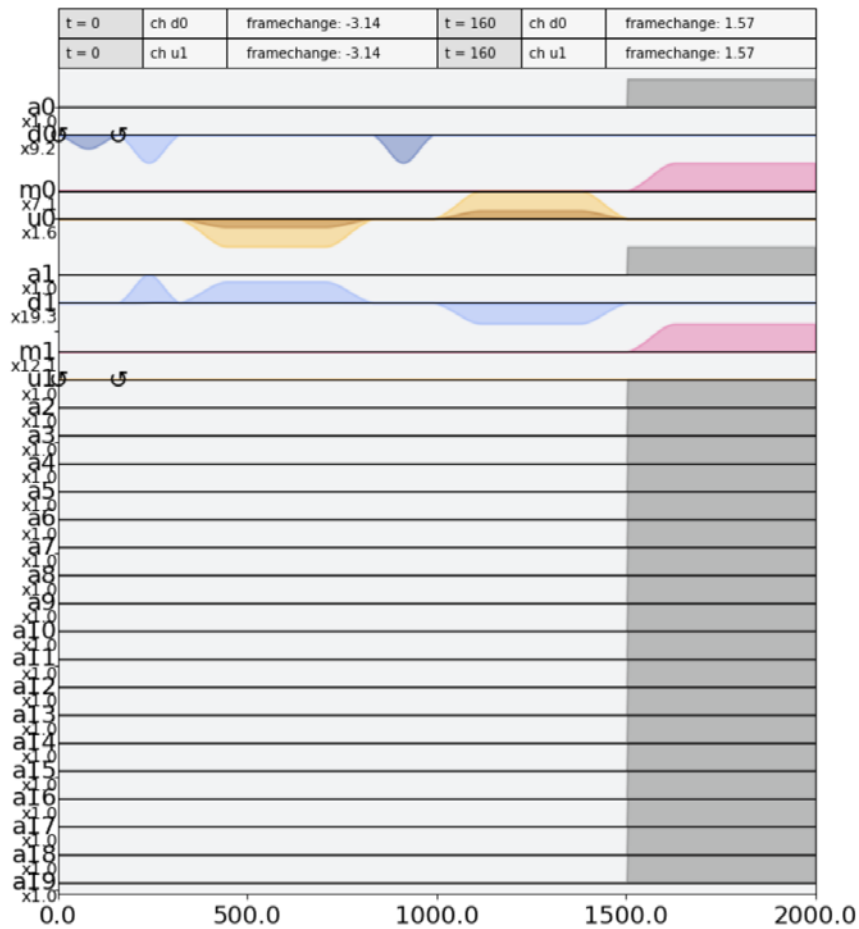 t = 0 ch d0 framechange: -3.14 t = 160 ch d0 framechange: 1.57
t = 0 ch u1 framechange: -3.14 t = 160 ch u1 framechange: 1.57
a0
x1.0
d0
x9.2
m0
u0
x1.6
a1
x1.0
d1
x19.3
m1
u1
x1.0
a2
x1.0
a3
x1.0
a4
x1.0
a5
x1.0
a6
x1.0
a7
x1.0
a8
x1.0
a9
x1.0
a10
x1.0
a11
x1.0
a12
x1.0
a13
x1.0
a14
x1.0
a15
x1.0
a16
x1.0
a17
x1.0
a18
x1.0
a19
x1.0
0.0 500.0 1000.0 1500.0 2000.0